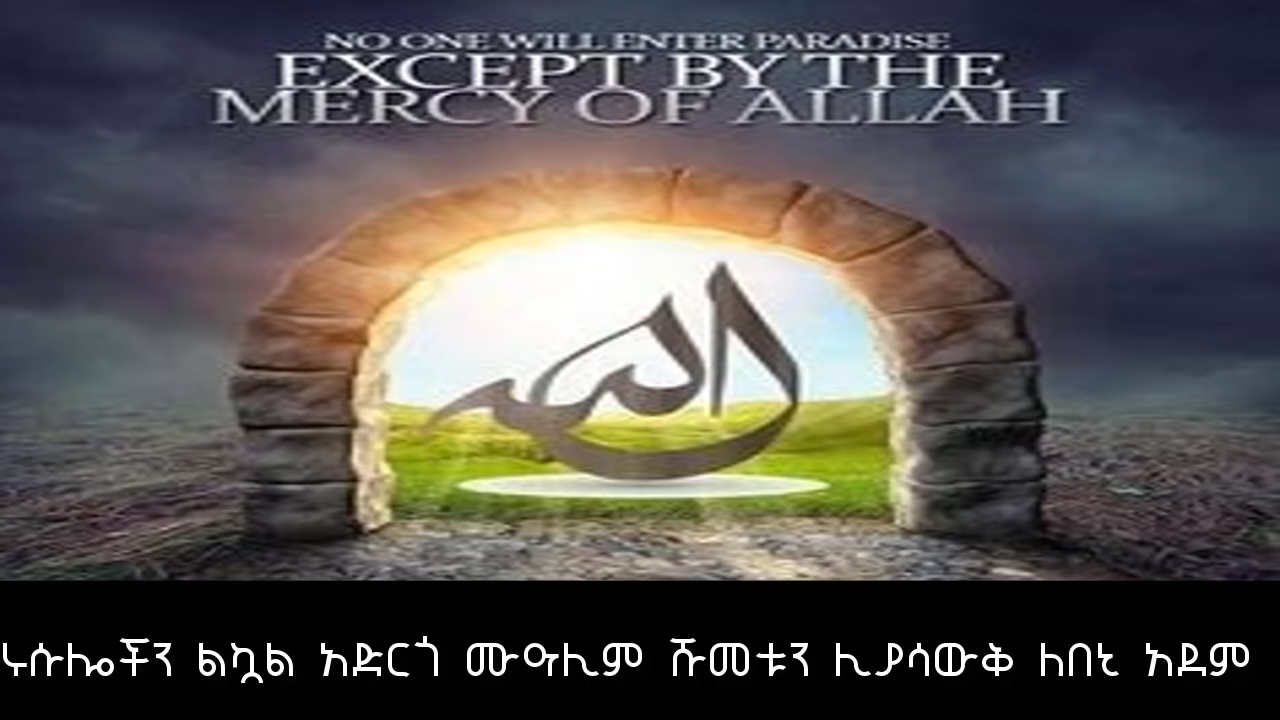 NO ONE WILL ENTER PARADISE
EXCEPT BY THE
MERCY OF ALLAH
الله
ሩሱሎችን ልኳል አድርጎ ሙዓሊም ሹመቱን ሊያሳውቅ ለበኒ አደም